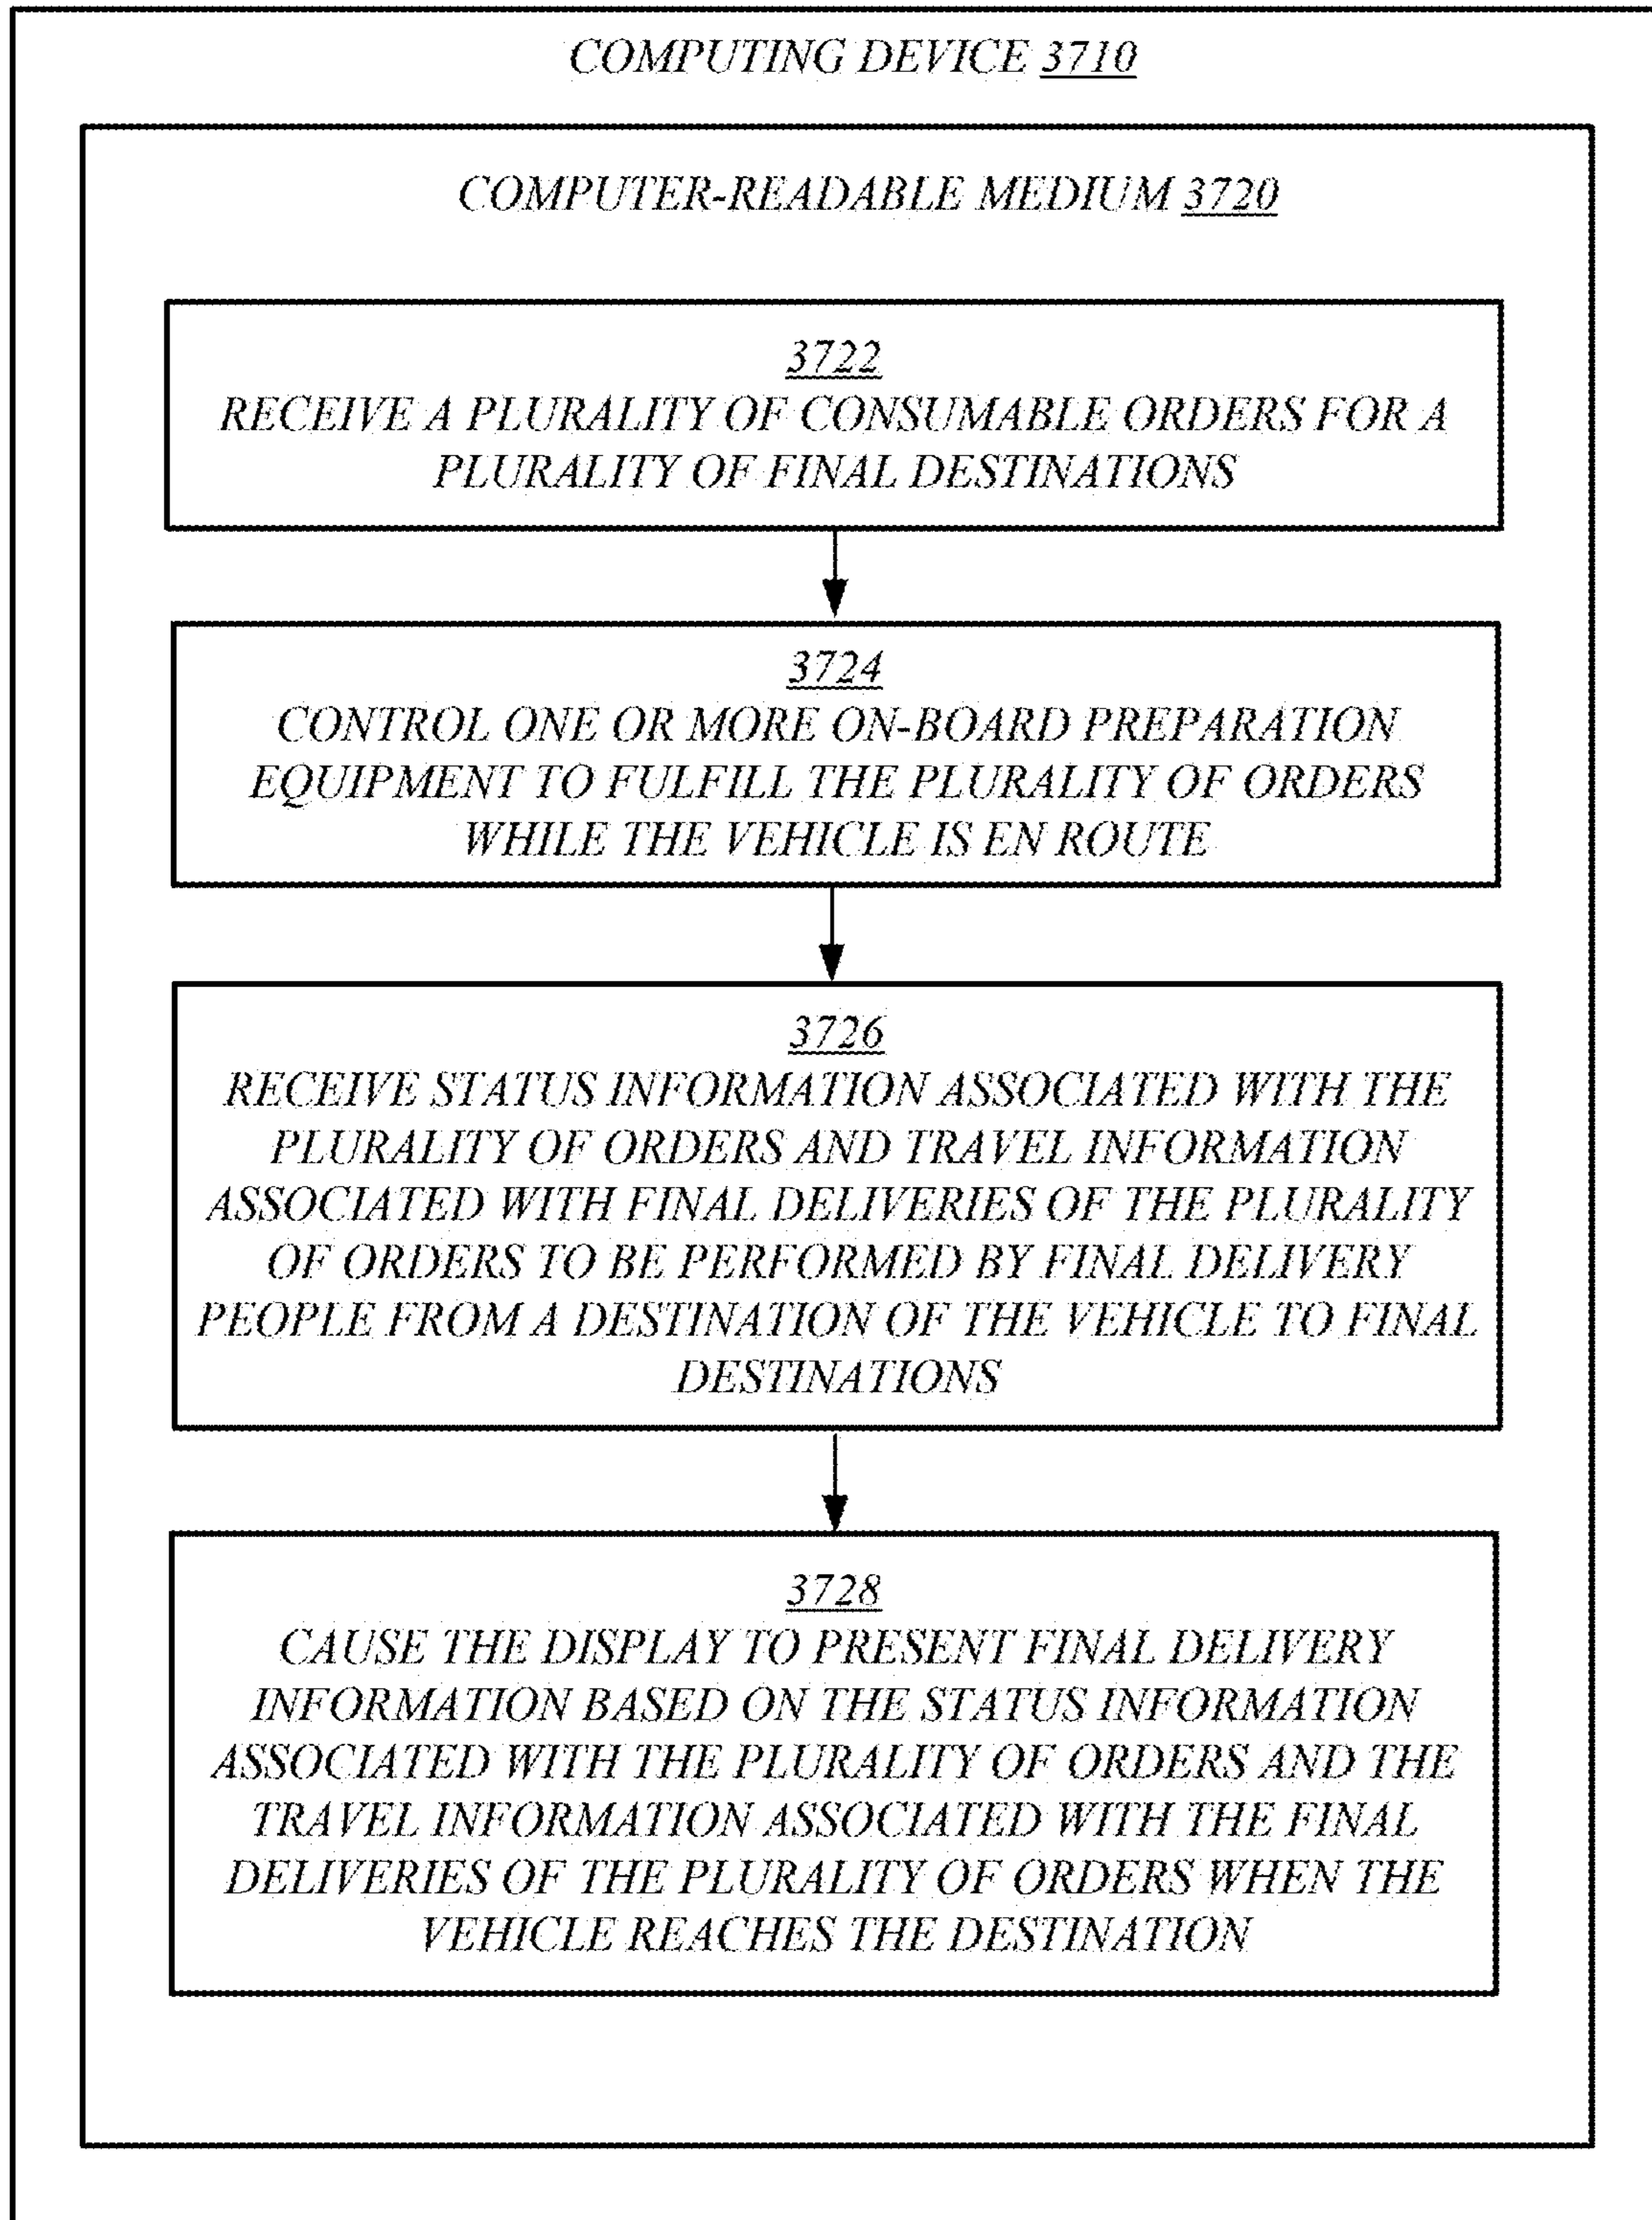 COMPUTING DEVICE 3710
COMPUTER-READABLE MEDIUM 3720
3722
RECEIVE A PLURALITY OF CONSUMABLE ORDERS FOR A
PLURALITY OF FINAL DESTINATIONS
3724
CONTROL ONE OR MORE ON-BOARD PREPARATION
EQUIPMENT TO FULFILL THE PLURALITY OF ORDERS
WHILE THE VEHICLE IS EN ROUTE
3726
RECEIVE STATUS INFORMATION ASSOCIATED WITH THE
PLURALITY OF ORDERS AND TRAVEL INFORMATION
ASSOCIATED WITH FINAL DELIVERIES OF THE PLURALITY
OF ORDERS TO BE PERFORMED BY FINAL DELIVERY
PEOPLE FROM A DESTINATION OF THE VEHICLE TO FINAL
DESTINATIONS
3728
CAUSE THE DISPLAY TO PRESENT FINAL DELIVERY
INFORMATION BASED ON THE STATUS INFORMATION
ASSOCIATED WITH THE PLURALITY OF ORDERS AND THE
TRAVEL INFORMATION ASSOCIATED WITH THE FINAL
DELIVERIES OF THE PLURALITY OF ORDERS WHEN THE
VEHICLE REACHES THE DESTINATION